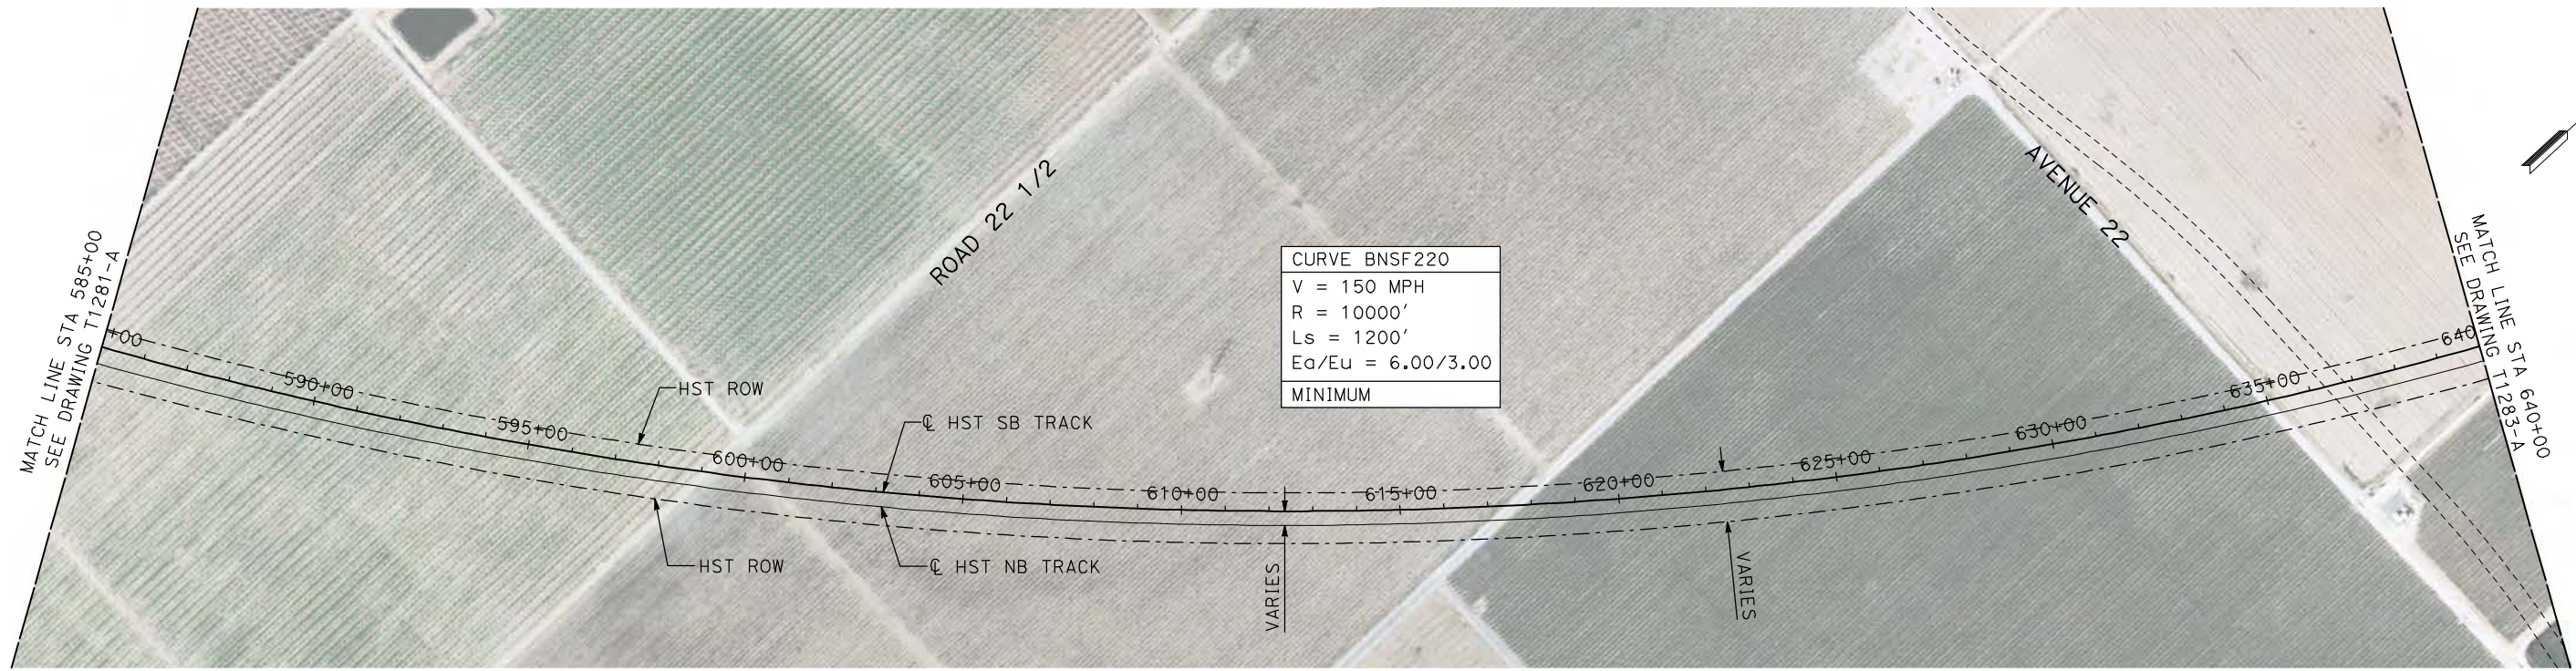 MATCH LINE STA 585+00
SEE DRAWING T1281-A
+00
590+00
595+00
600+00
605+00
610+00
615+00
620+00
625+00
630+00
635+00
640
HST ROW
HST ROW
℄ HST SB TRACK
℄ HST NB TRACK
ROAD 22 1/2
CURVE BNSF220
V = 150 MPH
R = 10000'
Ls = 1200'
Ea/Eu = 6.00/3.00
MINIMUM
VARIES
VARIES
AVENUE 22
MATCH LINE STA 640+00
SEE DRAWING T1283-A